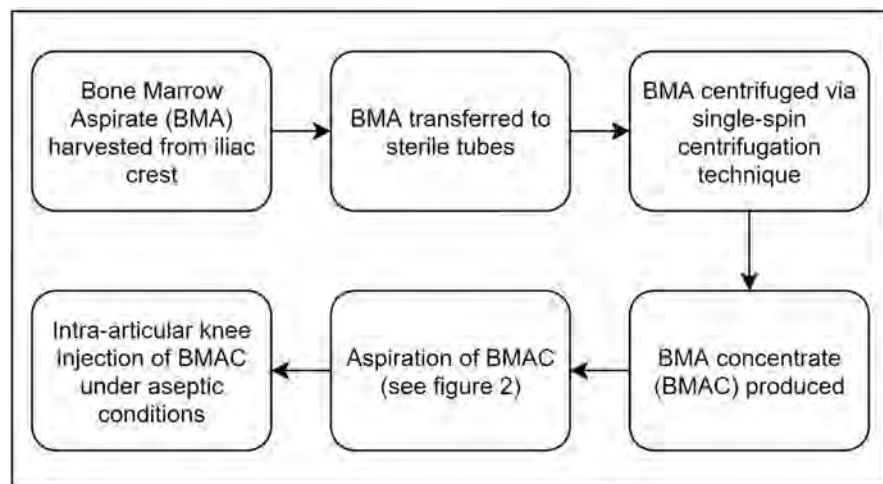 Bone Marrow
Aspirate (BMA)
harvested from iliac
crest
BMA transferred to
sterile tubes
BMA centrifuged via
single-spin
centrifugation
technique
BMA concentrate
(BMAC) produced
Aspiration of BMAC
(see figure 2)
Intra-articular knee
Injection of BMAC
under aseptic
conditions